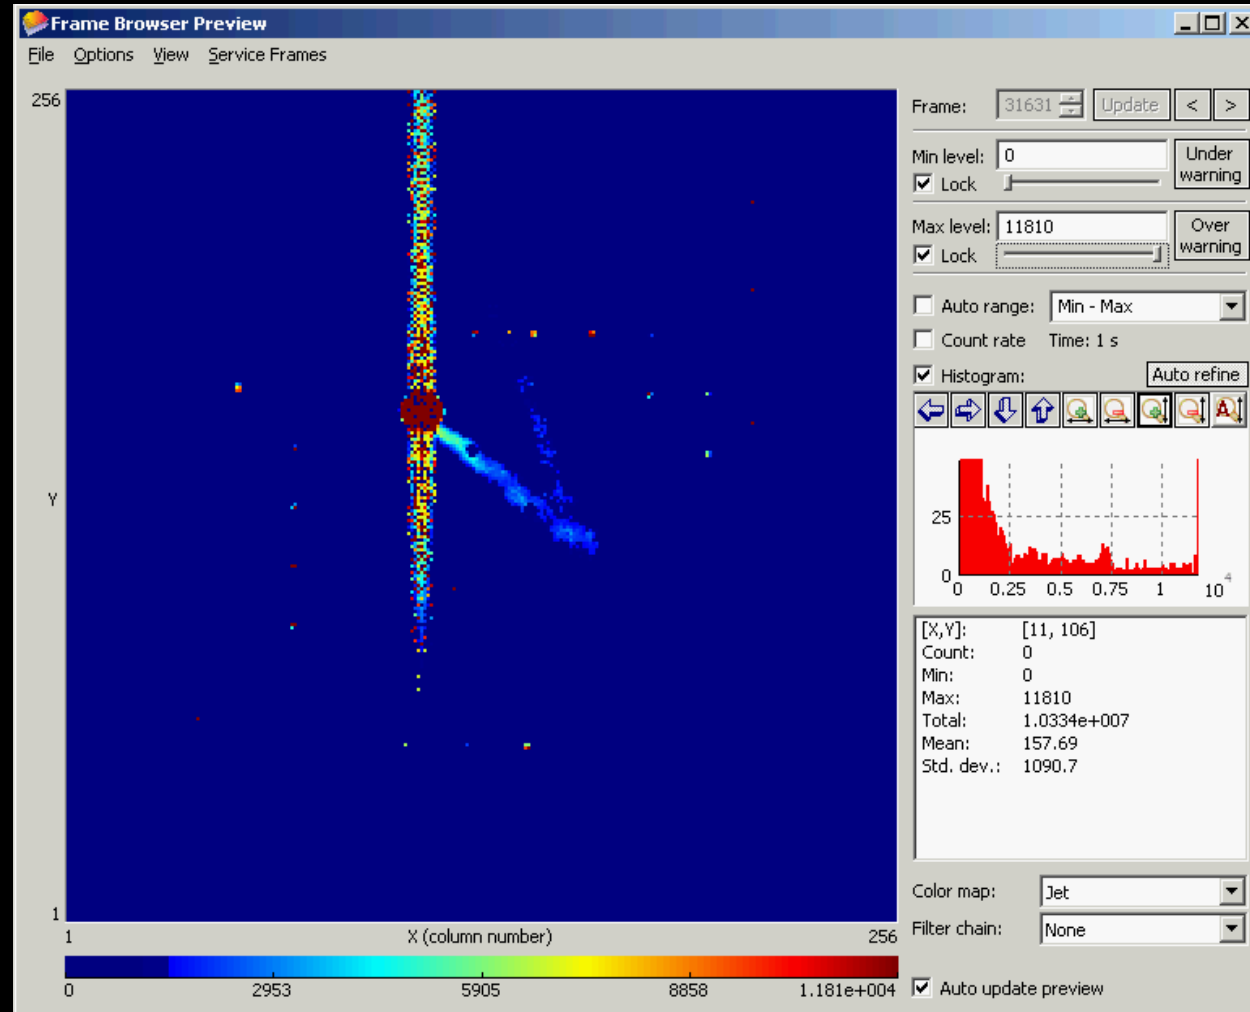 Frame Browser Preview
File Options View Service Frames
256
Y
1
1 X (column number) 256
0 2953 5905 8858 1.181e+004
Frame: 31631 Update < >
Min level: 0 Under warning
Lock
Max level: 11810 Over warning
Lock
Auto range: Min - Max
Count rate Time: 1 s
Histogram: Auto refine
A
25
0
0 0.25 0.5 0.75 1 10^4
[X,Y]: [11, 106]
Count: 0
Min: 0
Max: 11810
Total: 1.0334e+007
Mean: 157.69
Std. dev.: 1090.7
Color map: Jet
Filter chain: None
Auto update preview